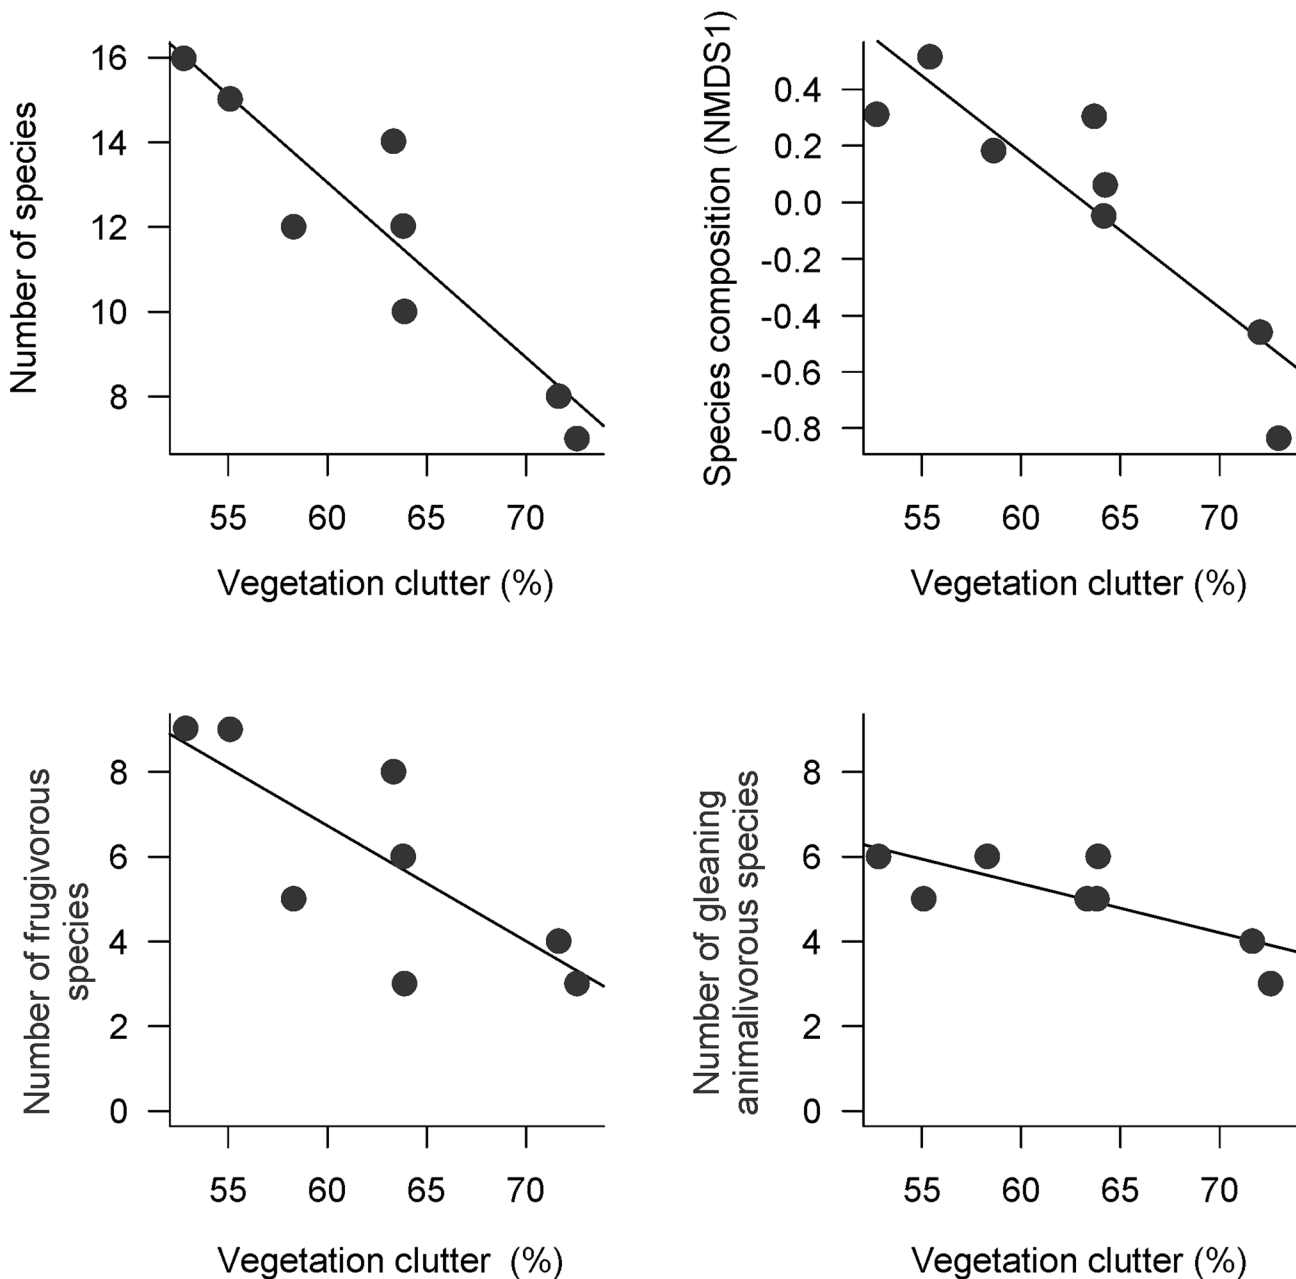 Number of species
16
14
12
10
8
55 60 65 70
Vegetation clutter (%)
Species composition (NMDS1)
0.4
0.2
0.0
-0.2
-0.4
-0.6
-0.8
55 60 65 70
Vegetation clutter (%)
Number of frugivorous
species
8
6
4
2
0
55 60 65 70
Vegetation clutter (%)
Number of gleaning
animalivorous species
8
6
4
2
0
55 60 65 70
Vegetation clutter (%)